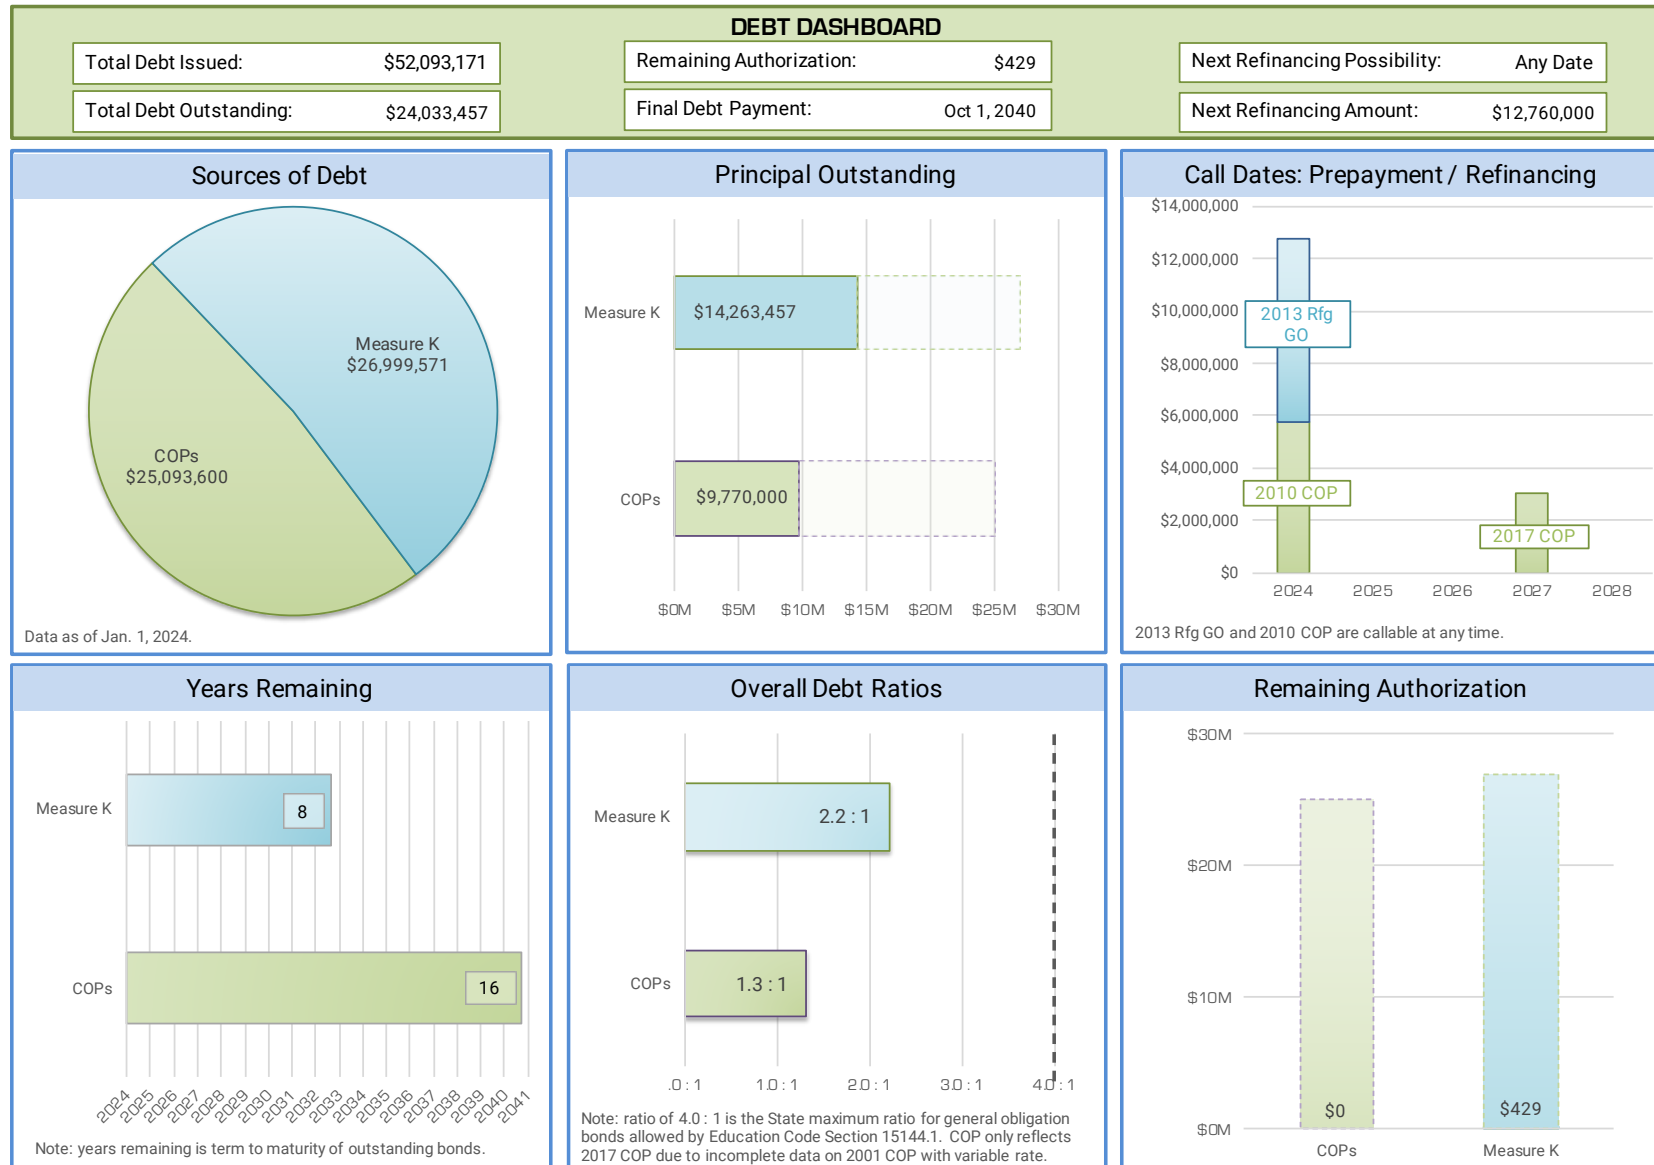 DEBT DASHBOARD
Total Debt Issued: $52,093,171
Remaining Authorization: $429
Next Refinancing Possibility: Any Date
Total Debt Outstanding: $24,033,457
Final Debt Payment: Oct 1, 2040
Next Refinancing Amount: $12,760,000
Sources of Debt
Measure K
$26,999,571
COPs
$25,093,600
Data as of Jan. 1, 2024.
Principal Outstanding
Measure K
$14,263,457
COPs
$9,770,000
$0M $5M $10M $15M $20M $25M $30M
Call Dates: Prepayment / Refinancing
$14,000,000
$12,000,000
$10,000,000
$8,000,000
$6,000,000
$4,000,000
$2,000,000
$0
2013 Rfg
GO
2010 COP
2017 COP
2024 2025 2026 2027 2028
2013 Rfg GO and 2010 COP are callable at any time.
Years Remaining
Measure K
8
COPs
16
2024 2025 2026 2027 2028 2029 2030 2031 2032 2033 2034 2035 2036 2037 2038 2039 2040 2041
Note: years remaining is term to maturity of outstanding bonds.
Overall Debt Ratios
Measure K
2.2 : 1
COPs
1.3 : 1
.0 : 1 1.0 : 1 2.0 : 1 3.0 : 1 4.0 : 1
Note: ratio of 4.0 : 1 is the State maximum ratio for general obligation
bonds allowed by Education Code Section 15144.1. COP only reflects
2017 COP due to incomplete data on 2001 COP with variable rate.
Remaining Authorization
$30M
$20M
$10M
$0M
$0
$429
COPs Measure K